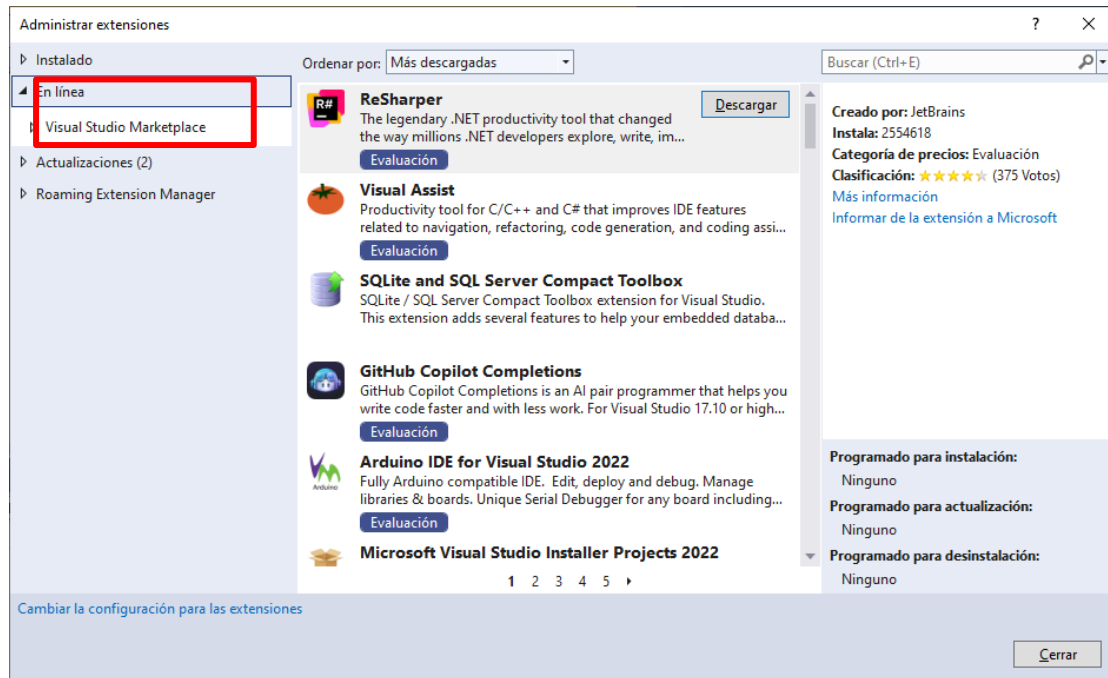 Administrar extensiones
?
Instalado
En línea
Visual Studio Marketplace
Actualizaciones (2)
Roaming Extension Manager
Ordenar por: Más descargadas
R#
ReSharper
Descargar
The legendary .NET productivity tool that changed
the way millions .NET developers explore, write, im...
Evaluación
Visual Assist
Productivity tool for C/C++ and C# that improves IDE features
related to navigation, refactoring, code generation, and coding assi...
Evaluación
SQLite and SQL Server Compact Toolbox
SQLite / SQL Server Compact Toolbox extension for Visual Studio.
This extension adds several features to help your embedded databa...
GitHub Copilot Completions
GitHub Copilot Completions is an AI pair programmer that helps you
write code faster and with less work. For Visual Studio 17.10 or high...
Evaluación
VM
Arduino
Arduino IDE for Visual Studio 2022
Fully Arduino compatible IDE. Edit, deploy and debug. Manage
libraries & boards. Unique Serial Debugger for any board including...
Evaluación
Microsoft Visual Studio Installer Projects 2022
1 2 3 4 5
Buscar (Ctrl+E)
Creado por: JetBrains
Instala: 2554618
Categoría de precios: Evaluación
Clasificación: (375 Votos)
Más información
Informar de la extensión a Microsoft
Programado para instalación:
Ninguno
Programado para actualización:
Ninguno
Programado para desinstalación:
Ninguno
Cambiar la configuración para las extensiones
Cerrar